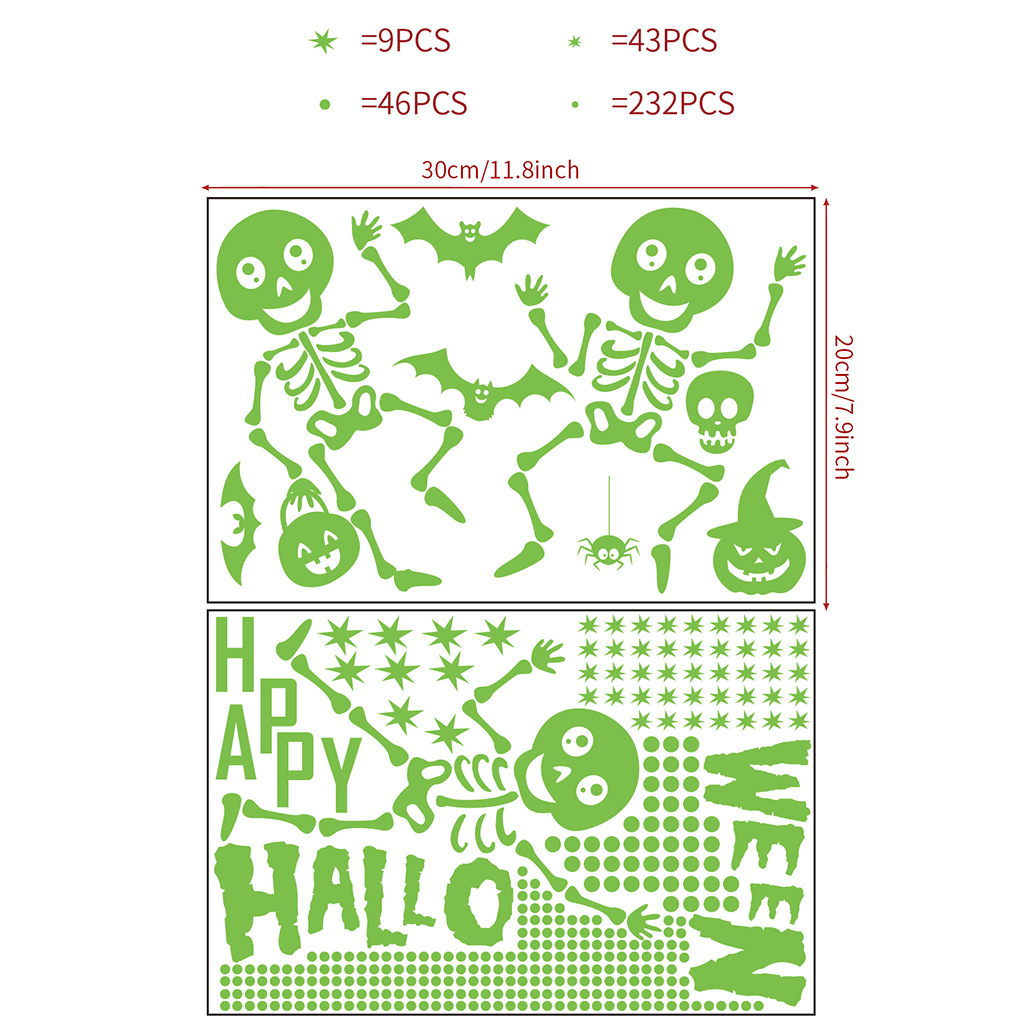 =9PCS =43PCS
=46PCS =232PCS
30cm/11.8inch
20cm/7.9inch
HAPPY
HALLO
WEEN